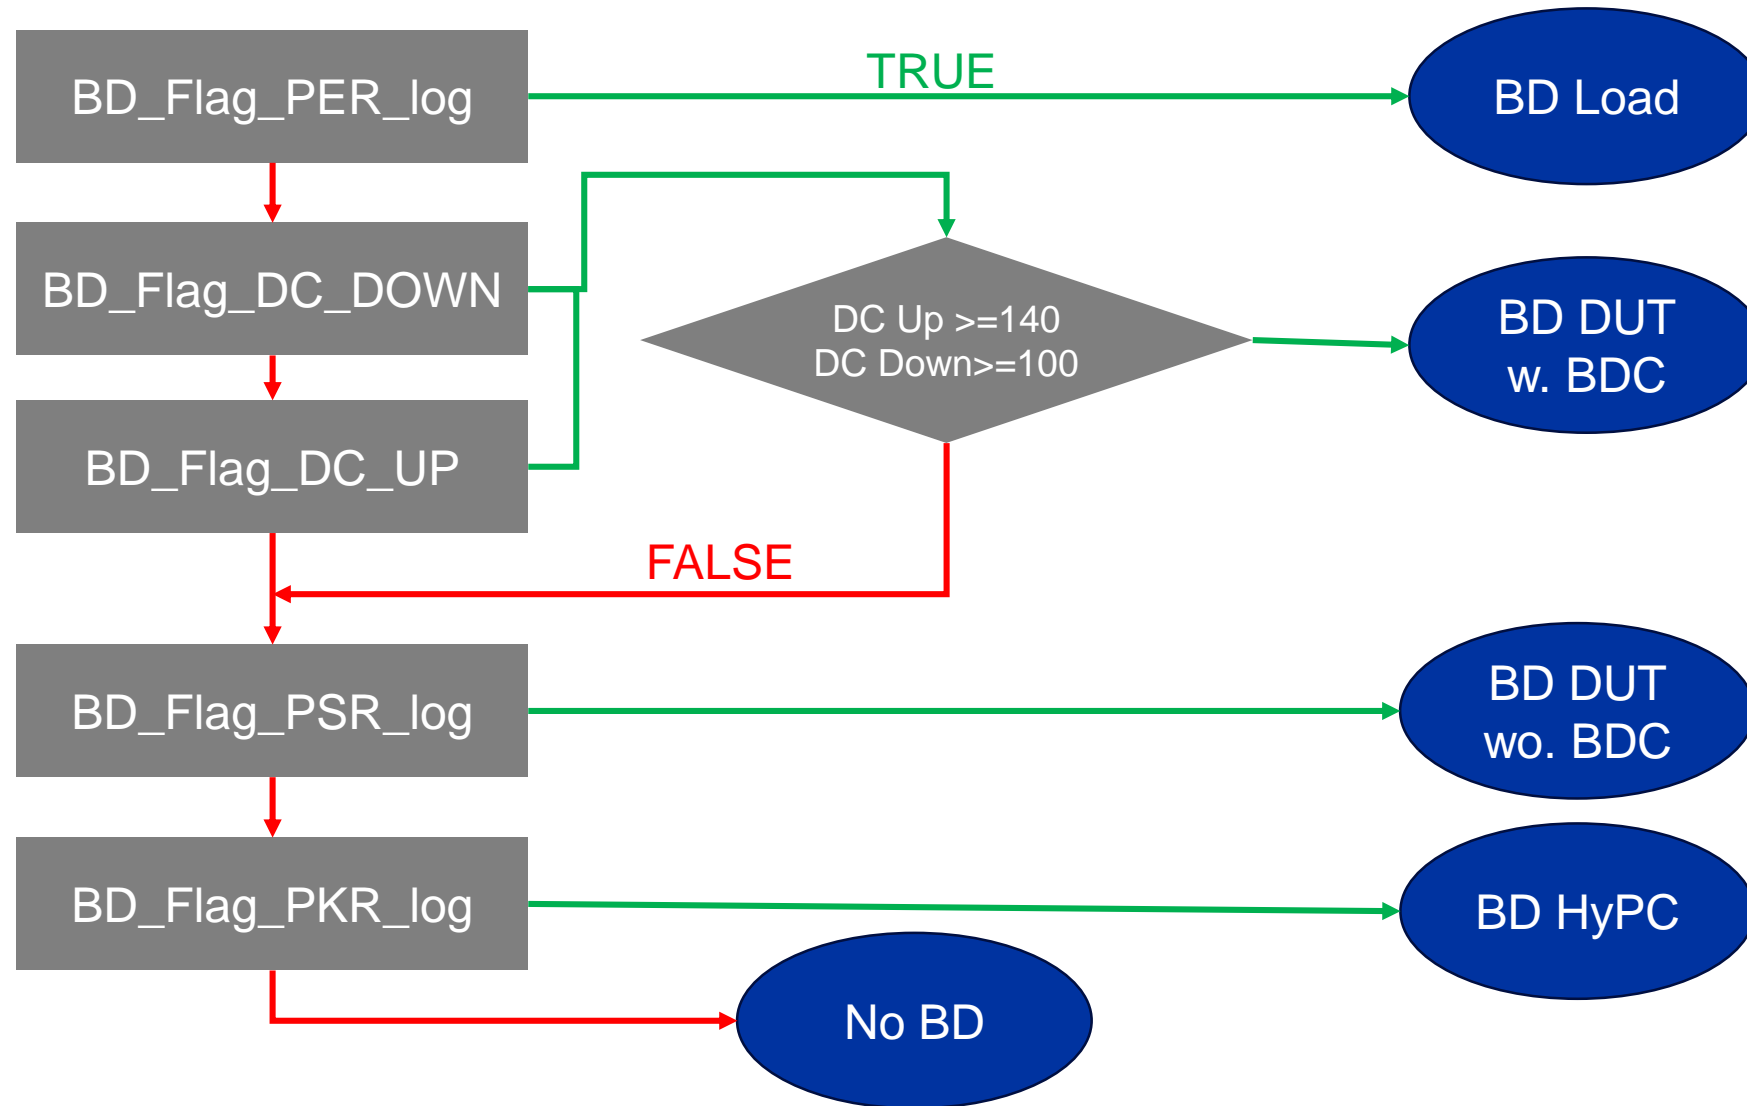 BD_Flag_PER_log
TRUE
BD Load
BD_Flag_DC_DOWN
DC Up >=140
DC Down>=100
BD DUT
w. BDC
BD_Flag_DC_UP
FALSE
BD_Flag_PSR_log
BD DUT
wo. BDC
BD_Flag_PKR_log
BD HyPC
No BD